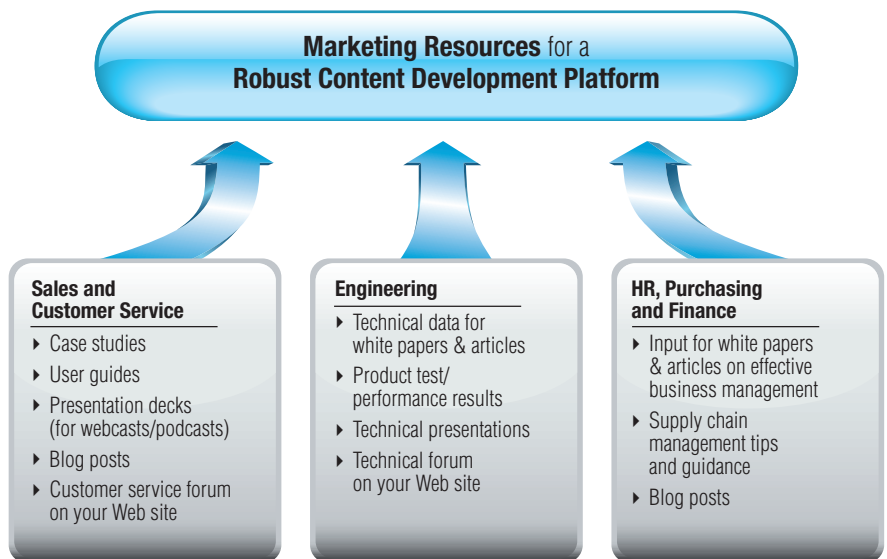 Marketing Resources for a
Robust Content Development Platform
Sales and
Customer Service
▸ Case studies
▸ User guides
▸ Presentation decks
(for webcasts/podcasts)
▸ Blog posts
▸ Customer service forum
on your Web site
Engineering
▸ Technical data for
white papers & articles
▸ Product test/
performance results
▸ Technical presentations
▸ Technical forum
on your Web site
HR, Purchasing
and Finance
▸ Input for white papers
& articles on effective
business management
▸ Supply chain
management tips
and guidance
▸ Blog posts